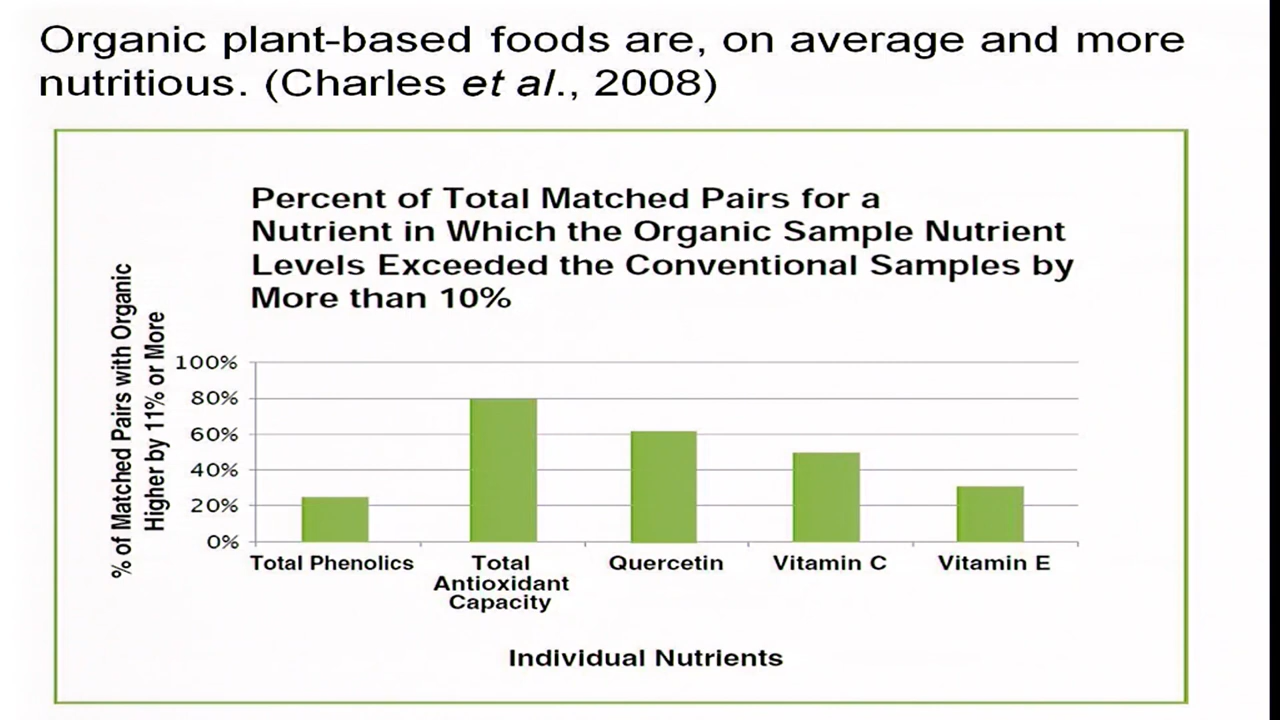 Organic plant-based foods are, on average and more
nutritious. (Charles et al., 2008)
Percent of Total Matched Pairs for a
Nutrient in Which the Organic Sample Nutrient
Levels Exceeded the Conventional Samples by
More than 10%
% of Matched Pairs with Organic
Higher by 11% or More
100%
80%
60%
40%
20%
0%
Total Phenolics
Total
Antioxidant
Capacity
Quercetin
Vitamin C
Vitamin E
Individual Nutrients